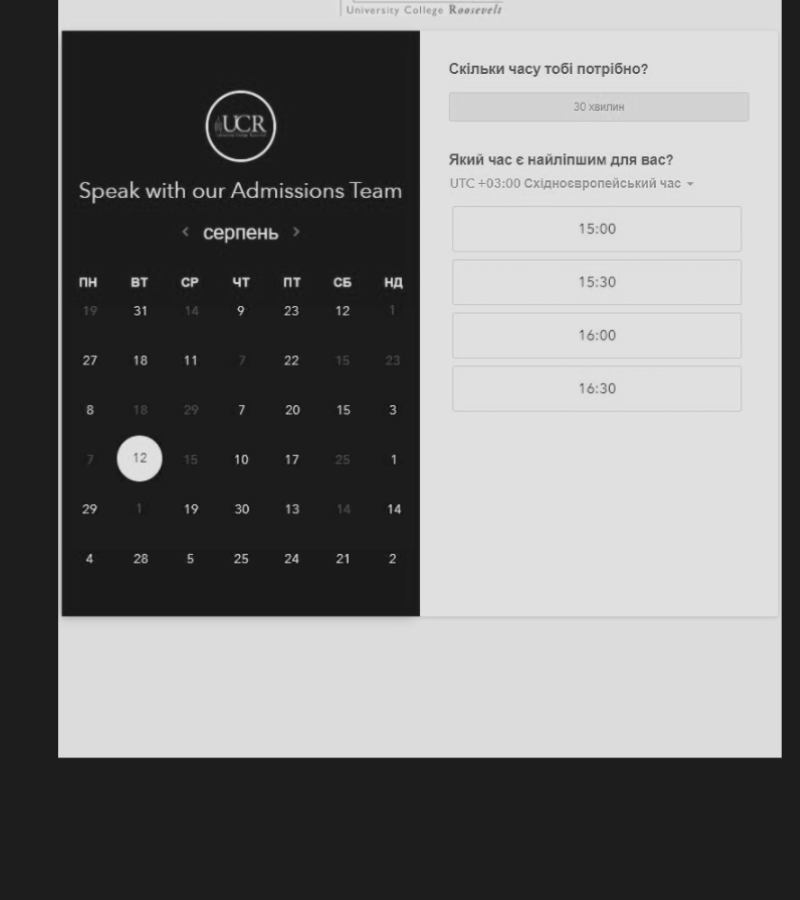 University College Roosevelt
UCR
Speak with our Admissions Team
‹ серпень ›
ПН ВТ СР ЧТ ПТ СБ НД
19 31 14 9 23 12 1
27 18 11 7 22 15 23
8 18 29 7 20 15 3
7 12 15 10 17 25 1
29 1 19 30 13 14 14
4 28 5 25 24 21 2
Скільки часу тобі потрібно?
30 хвилин
Який час є найліпшим для вас?
UTC +03:00 Східноєвропейський час
15:00
15:30
16:00
16:30